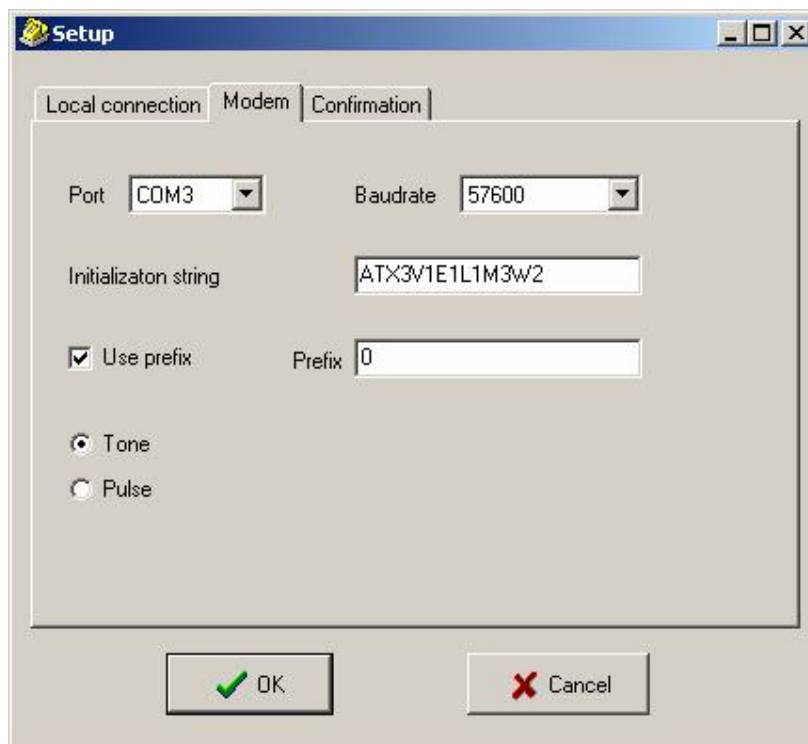 Setup
Local connection Modem Confirmation
Port COM3 Baudrate 57600
Initializaton string ATX3V1E1L1M3W2
Use prefix Prefix 0
Tone
Pulse
OK Cancel